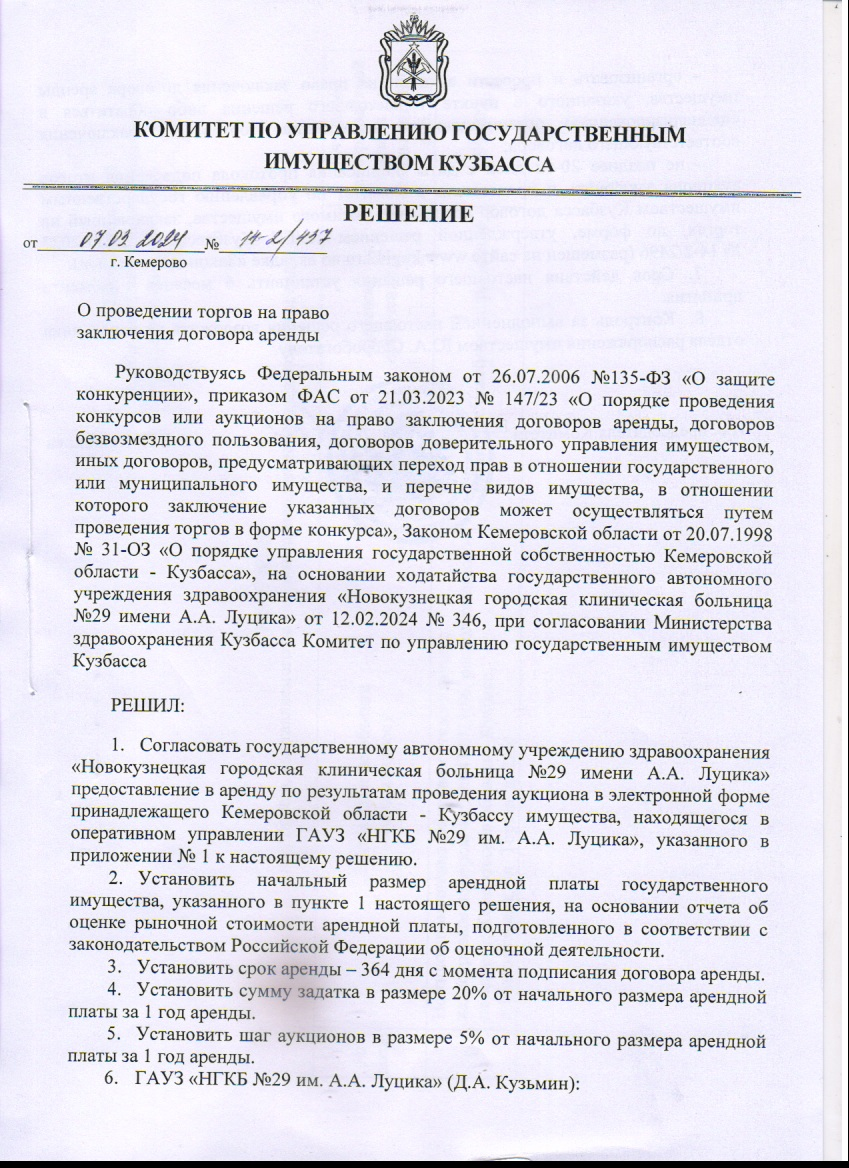 КОМИТЕТ ПО УПРАВЛЕНИЮ ГОСУДАРСТВЕННЫМ
ИМУЩЕСТВОМ КУЗБАССА
РЕШЕНИЕ
от 07.03 2024 № 14-2/437
г. Кемерово
О проведении торгов на право
заключения договора аренды
Руководствуясь Федеральным законом от 26.07.2006 №135-ФЗ «О защите
конкуренции», приказом ФАС от 21.03.2023 № 147/23 «О порядке проведения
конкурсов или аукционов на право заключения договоров аренды, договоров
безвозмездного пользования, договоров доверительного управления имуществом,
иных договоров, предусматривающих переход прав в отношении государственного
или муниципального имущества, и перечне видов имущества, в отношении
которого заключение указанных договоров может осуществляться путем
проведения торгов в форме конкурса», Законом Кемеровской области от 20.07.1998
№ 31-ОЗ «О порядке управления государственной собственностью Кемеровской
области - Кузбасса», на основании ходатайства государственного автономного
учреждения здравоохранения «Новокузнецкая городская клиническая больница
№29 имени А.А. Луцика» от 12.02.2024 № 346, при согласовании Министерства
здравоохранения Кузбасса Комитет по управлению государственным имуществом
Кузбасса
РЕШИЛ:
1. Согласовать государственному автономному учреждению здравоохранения
«Новокузнецкая городская клиническая больница №29 имени А.А. Луцика»
предоставление в аренду по результатам проведения аукциона в электронной форме
принадлежащего Кемеровской области - Кузбассу имущества, находящегося в
оперативном управлении ГАУЗ «НГКБ №29 им. А.А. Луцика», указанного в
приложении № 1 к настоящему решению.
2. Установить начальный размер арендной платы государственного
имущества, указанного в пункте 1 настоящего решения, на основании отчета об
оценке рыночной стоимости арендной платы, подготовленного в соответствии с
законодательством Российской Федерации об оценочной деятельности.
3. Установить срок аренды – 364 дня с момента подписания договора аренды.
4. Установить сумму задатка в размере 20% от начального размера арендной
платы за 1 год аренды.
5. Установить шаг аукционов в размере 5% от начального размера арендной
платы за 1 год аренды.
6. ГАУЗ «НГКБ №29 им. А.А. Луцика» (Д.А. Кузьмин):